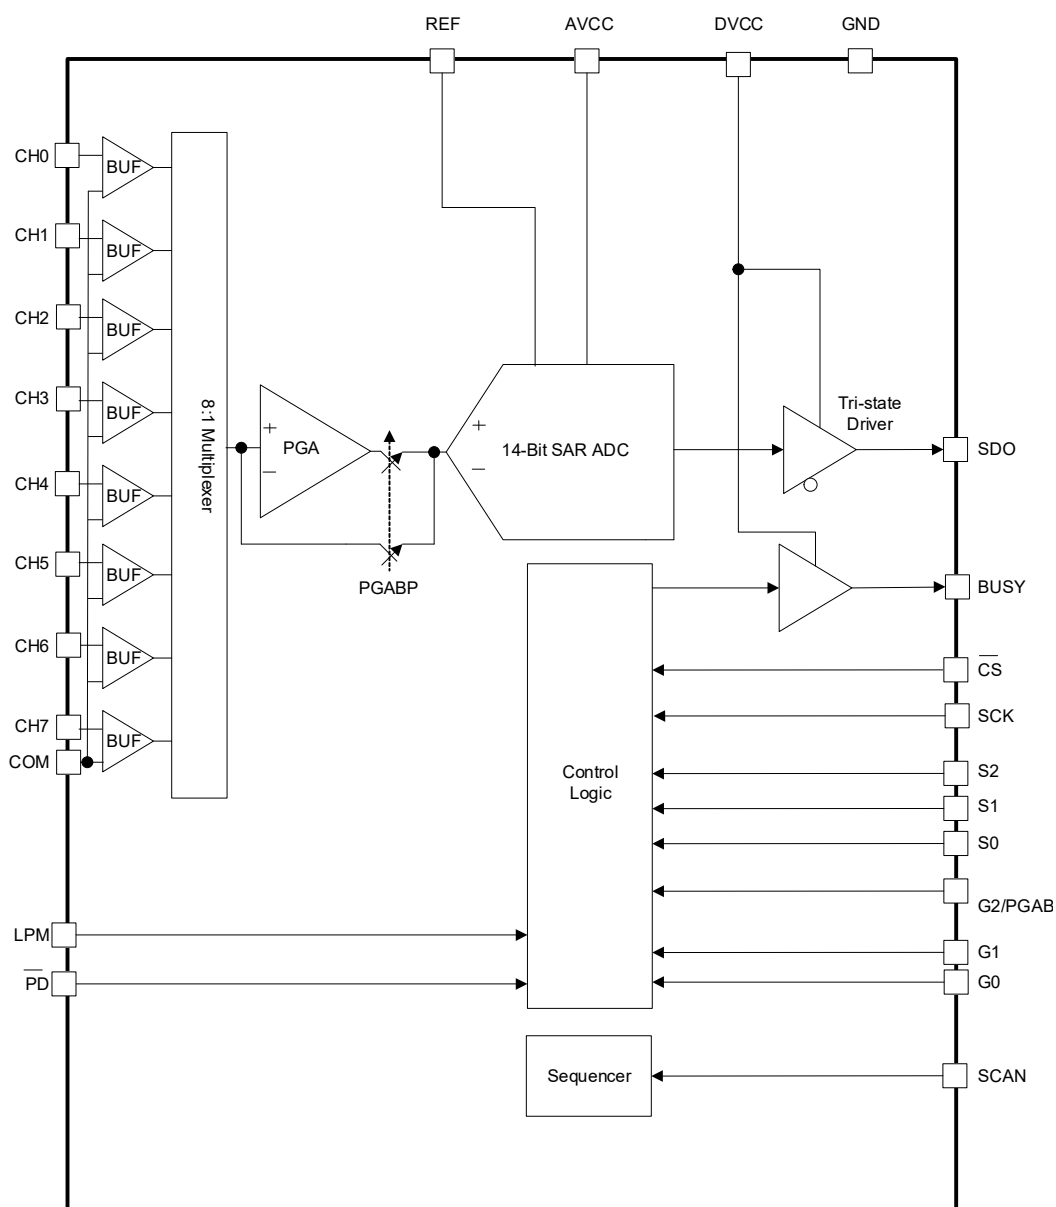 REF
AVCC
DVCC
GND
CH0
BUF
CH1
BUF
CH2
BUF
CH3
BUF
CH4
BUF
CH5
BUF
CH6
BUF
CH7
BUF
COM
8:1 Multiplexer
+
−
PGA
PGABP
+
−
14-Bit SAR ADC
Tri-state
Driver
SDO
BUSY
CS
SCK
S2
S1
S0
G2/PGAB
G1
G0
Control
Logic
LPM
PD
Sequencer
SCAN